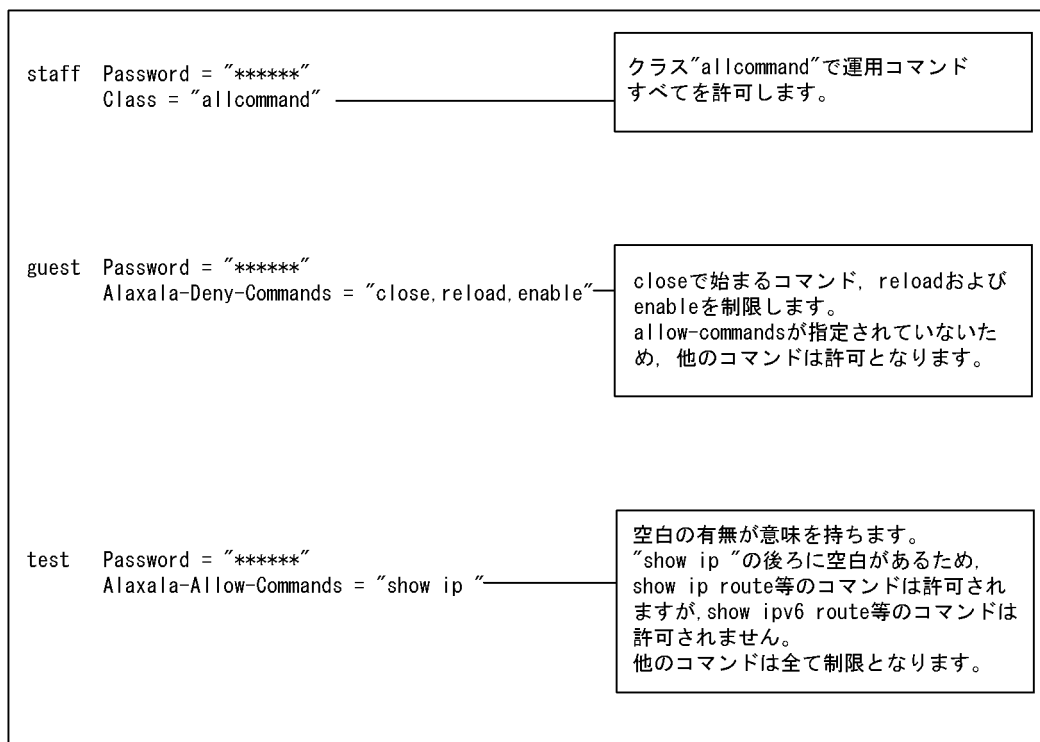 staff Password = "******"
Class = "allcommand"
クラス"allcommand"で運用コマンド
すべてを許可します。
guest Password = "******"
Alaxala-Deny-Commands = "close,reload,enable"
closeで始まるコマンド，reloadおよび
enableを制限します。
allow-commandsが指定されていないた
め，他のコマンドは許可となります。
test Password = "******"
Alaxala-Allow-Commands = "show ip "
空白の有無が意味を持ちます。
"show ip "の後ろに空白があるため，
show ip route等のコマンドは許可され
ますが,show ipv6 route等のコマンドは
許可されません。
他のコマンドは全て制限となります。